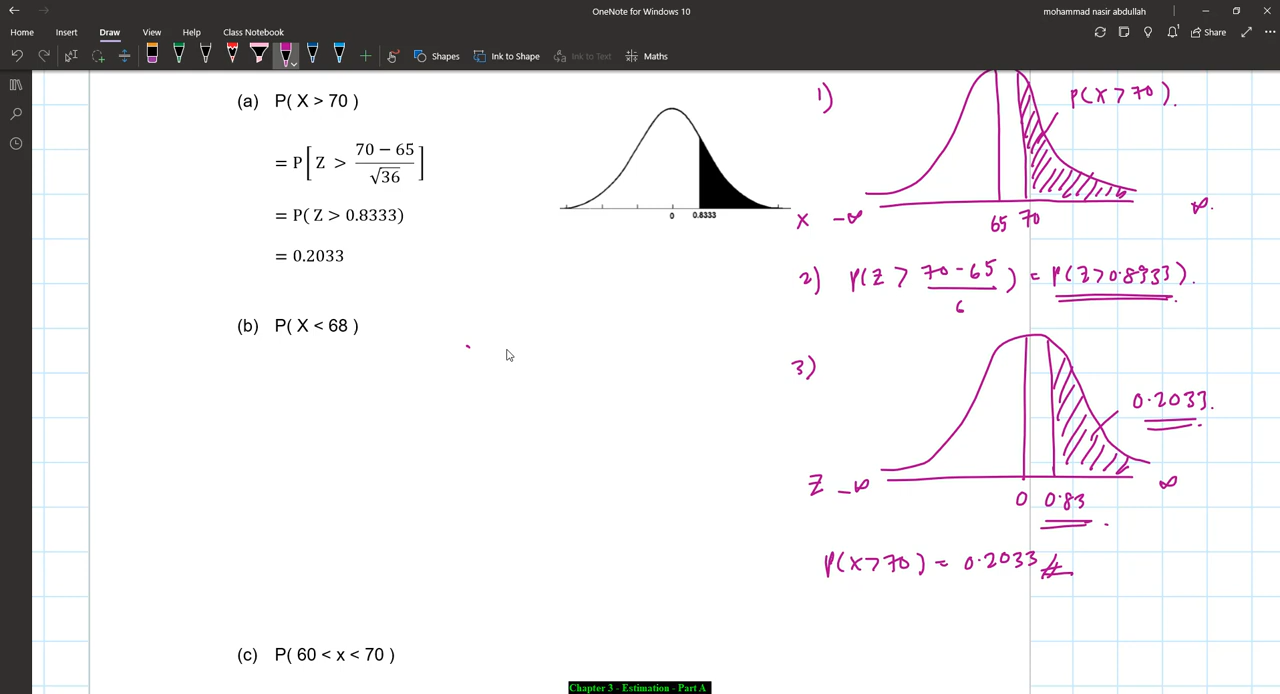 OneNote for Windows 10
mohammad nasir abdullah
Home Insert Draw View Help Class Notebook
Share
Shapes Ink to Shape Ink to Text Maths
(a) P( X > 70 )
= P[ Z > (70 − 65)/√36 ]
= P( Z > 0.8333)
= 0.2033
0 0.8333
(b) P( X < 68 )
(c) P( 60 < x < 70 )
1)
P(X > 70).
X -∞ 65 70 ∞.
2) P(Z > (70 - 65)/6) = P(Z > 0.8333).
3)
0.2033.
Z -∞ 0 0.83 ∞
P(X > 70) = 0.2033 //
Chapter 3 - Estimation - Part A